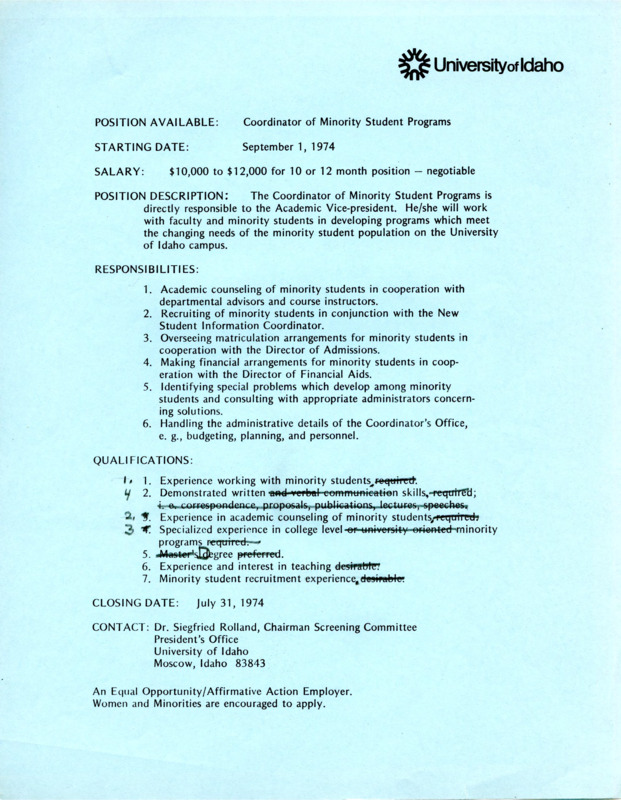 University of Idaho
POSITION AVAILABLE: Coordinator of Minority Student Programs
STARTING DATE: September 1, 1974
SALARY: $10,000 to $12,000 for 10 or 12 month position — negotiable
POSITION DESCRIPTION: The Coordinator of Minority Student Programs is
directly responsible to the Academic Vice-president. He/she will work
with faculty and minority students in developing programs which meet
the changing needs of the minority student population on the University
of Idaho campus.
RESPONSIBILITIES:
1. Academic counseling of minority students in cooperation with
departmental advisors and course instructors.
2. Recruiting of minority students in conjunction with the New
Student Information Coordinator.
3. Overseeing matriculation arrangements for minority students in
cooperation with the Director of Admissions.
4. Making financial arrangements for minority students in coop-
eration with the Director of Financial Aids.
5. Identifying special problems which develop among minority
students and consulting with appropriate administrators concern-
ing solutions.
6. Handling the administrative details of the Coordinator's Office,
e. g., budgeting, planning, and personnel.
QUALIFICATIONS:
1. 1. Experience working with minority students, required.
4 2. Demonstrated written and verbal communication skills, required;
i. e. correspondence, proposals, publications, lectures, speeches.
2. 3. Experience in academic counseling of minority students, required.
3 4. Specialized experience in college level or university oriented minority
programs required.
5. Master's Degree preferred.
6. Experience and interest in teaching desirable.
7. Minority student recruitment experience, desirable.
CLOSING DATE: July 31, 1974
CONTACT: Dr. Siegfried Rolland, Chairman Screening Committee
President's Office
University of Idaho
Moscow, Idaho 83843
An Equal Opportunity/Affirmative Action Employer.
Women and Minorities are encouraged to apply.